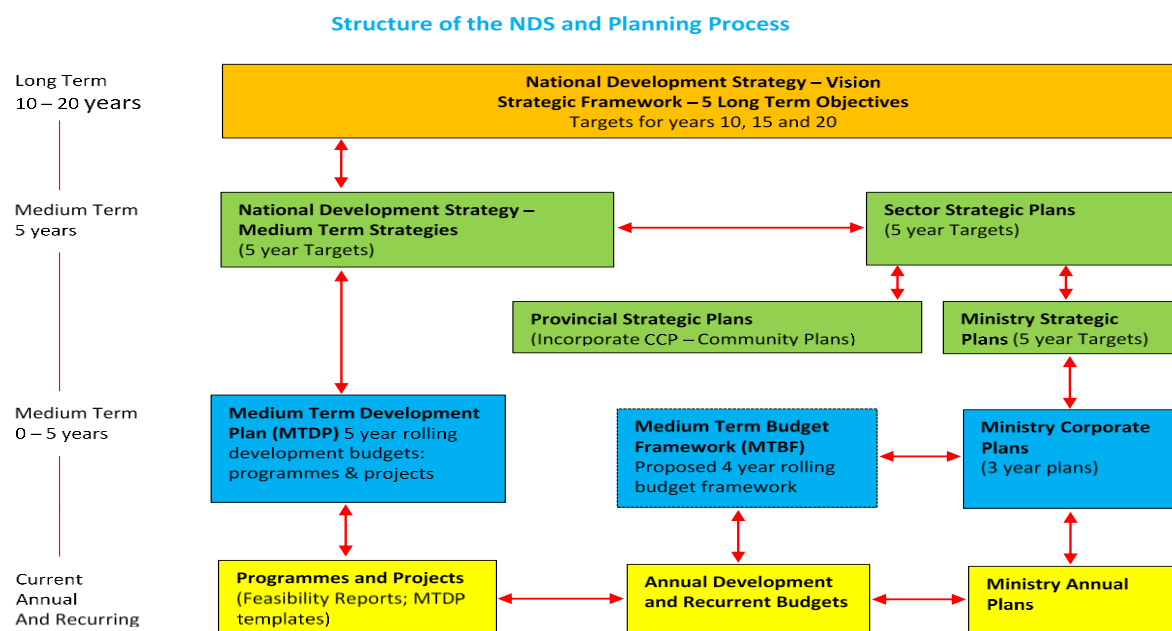 Structure of the NDS and Planning Process
Long Term
10 – 20 years
National Development Strategy – Vision
Strategic Framework – 5 Long Term Objectives
Targets for years 10, 15 and 20
Medium Term
5 years
National Development Strategy –
Medium Term Strategies
(5 year Targets)
Sector Strategic Plans
(5 year Targets)
Provincial Strategic Plans
(Incorporate CCP – Community Plans)
Ministry Strategic
Plans (5 year Targets)
Medium Term
0 – 5 years
Medium Term Development
Plan (MTDP) 5 year rolling
development budgets:
programmes & projects
Medium Term Budget
Framework (MTBF)
Proposed 4 year rolling
budget framework
Ministry Corporate
Plans
(3 year plans)
Current
Annual
And Recurring
Programmes and Projects
(Feasibility Reports; MTDP
templates)
Annual Development
and Recurrent Budgets
Ministry Annual
Plans